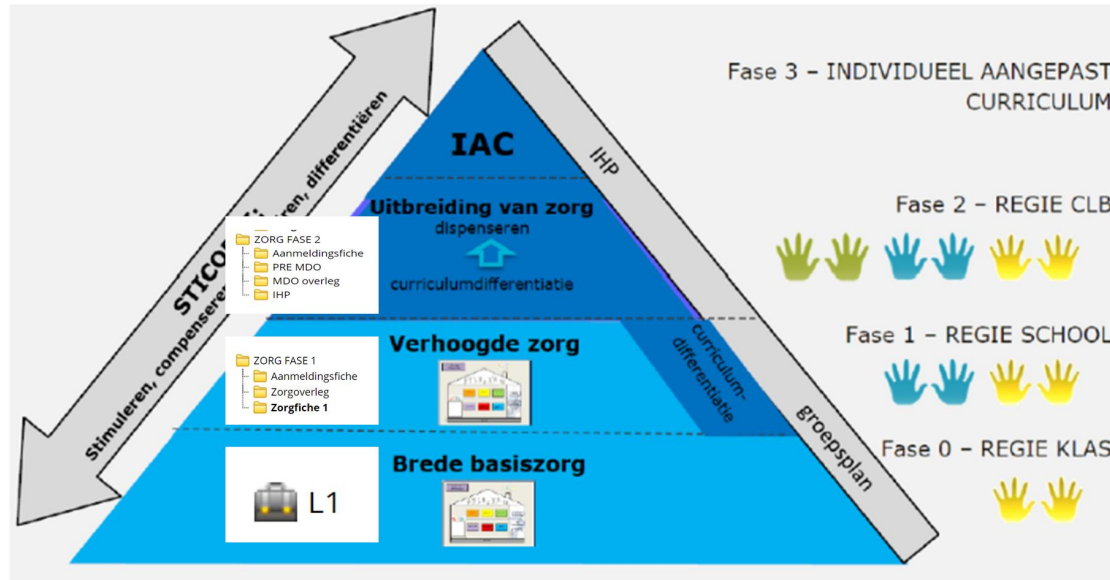 Fase 3 – INDIVIDUEEL AANGEPAST
CURRICULUM
IAC
IHP
Uitbreiding van zorg
dispenseren
curriculumdifferentiatie
Fase 2 – REGIE CLB
ZORG FASE 2
Aanmeldingsfiche
PRE MDO
MDO overleg
IHP
Stimuleren, compenseren
differentiëren
Verhoogde zorg
curriculum-
differentiatie
Fase 1 – REGIE SCHOOL
ZORG FASE 1
Aanmeldingsfiche
Zorgoverleg
Zorgfiche 1
Brede basiszorg
groepsplan
Fase 0 – REGIE KLAS
L1